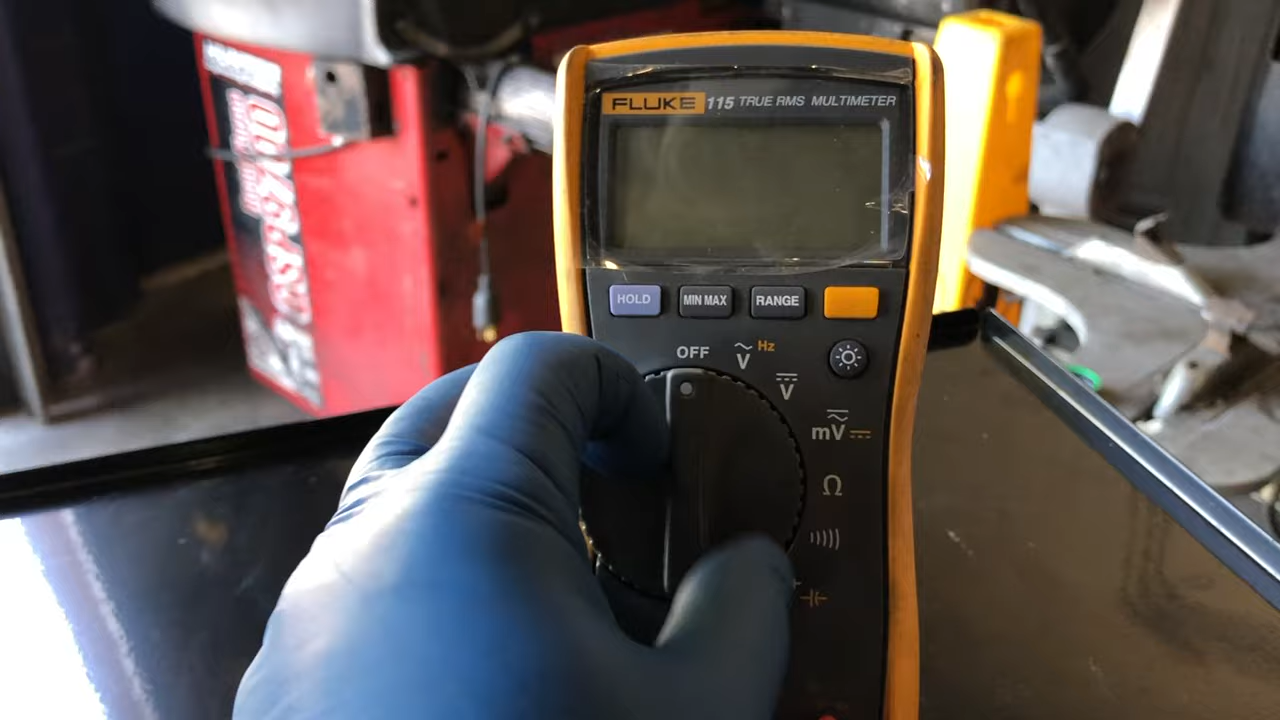 FLUKE 115 TRUE RMS MULTIMETER
HOLD MIN MAX RANGE
OFF Ṽ Hz
V
mV
Ω